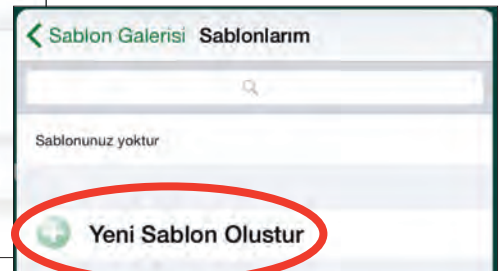 Sablon Galerisi Sablonlarım
Sablonunuz yoktur
Yeni Sablon Olustur